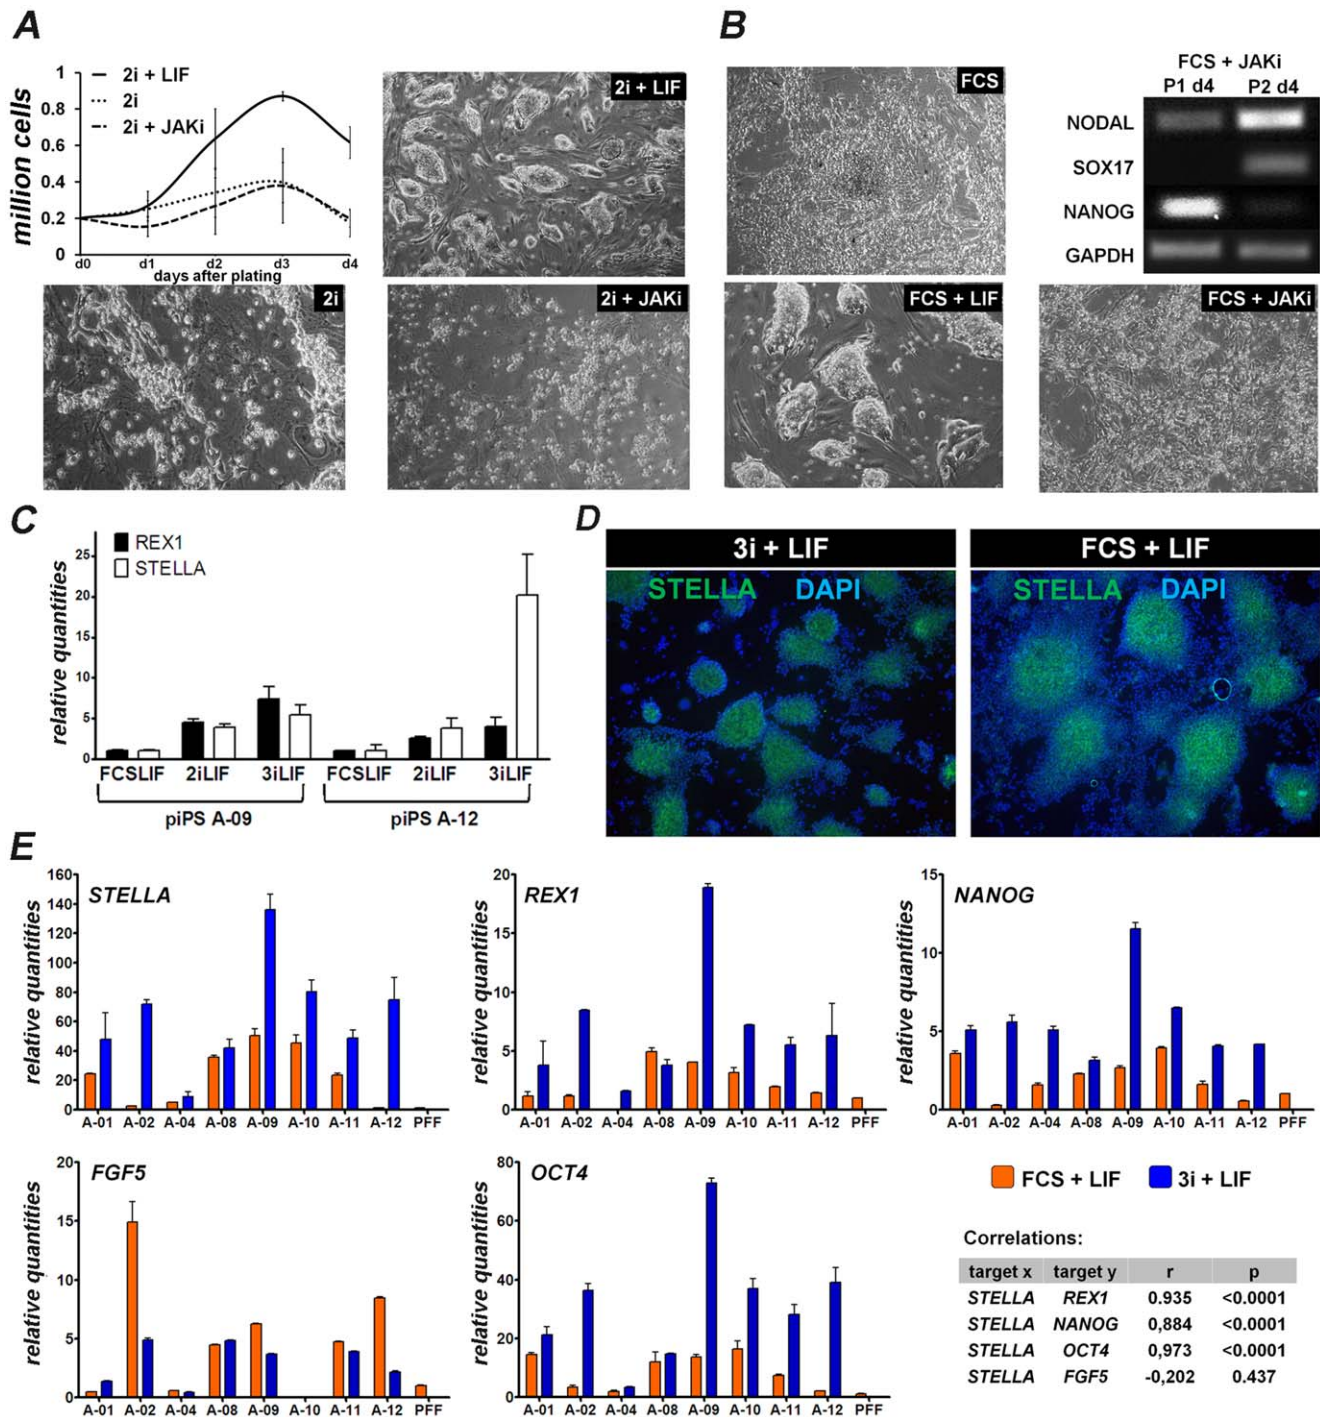 A
million cells
1
0.8
0.6
0.4
0.2
0
2i + LIF
2i
2i + JAKi
d0 d1 d2 d3 d4
days after plating
2i + LIF
2i
2i + JAKi
B
FCS
FCS + JAKi
P1 d4 P2 d4
NODAL
SOX17
NANOG
GAPDH
FCS + LIF
FCS + JAKi
C
REX1
STELLA
relative quantities
25
20
15
10
5
0
FCSLIF 2iLIF 3iLIF FCSLIF 2iLIF 3iLIF
piPS A-09 piPS A-12
D
3i + LIF
STELLA DAPI
FCS + LIF
STELLA DAPI
E
STELLA
relative quantities
160
140
120
100
80
60
40
20
0
A-01 A-02 A-04 A-08 A-09 A-10 A-11 A-12 PFF
REX1
relative quantities
20
15
10
5
0
A-01 A-02 A-04 A-08 A-09 A-10 A-11 A-12 PFF
NANOG
relative quantities
15
10
5
0
A-01 A-02 A-04 A-08 A-09 A-10 A-11 A-12 PFF
FGF5
relative quantities
20
15
10
5
0
A-01 A-02 A-04 A-08 A-09 A-10 A-11 A-12 PFF
OCT4
relative quantities
80
60
40
20
0
A-01 A-02 A-04 A-08 A-09 A-10 A-11 A-12 PFF
FCS + LIF 3i + LIF
Correlations:
target x target y r p
STELLA REX1 0.935 <0.0001
STELLA NANOG 0,884 <0.0001
STELLA OCT4 0,973 <0.0001
STELLA FGF5 -0,202 0.437